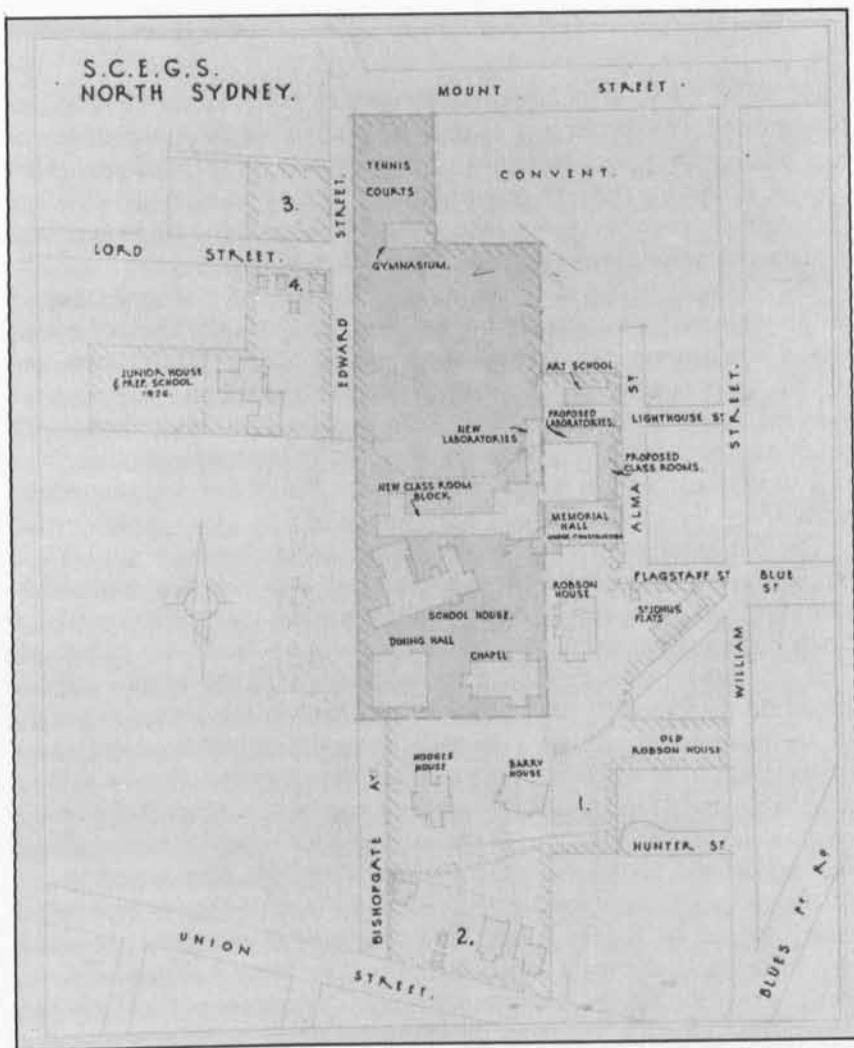 S.C.E.G.S.
NORTH SYDNEY.
MOUNT STREET.
TENNIS
COURTS
CONVENT.
3.
STREET.
LORD STREET.
GYMNASIUM.
4.
EDWARD
JUNIOR HOUSE
& PREP. SCHOOL
1926.
ART SCHOOL
ST
ALMA
STREET.
WILLIAM
NEW
LABORATORIES
PROPOSED
LABORATORIES.
LIGHTHOUSE ST
PROPOSED
CLASS ROOMS.
NEW CLASS ROOM
BLOCK.
MEMORIAL
HALL
UNDER CONSTRUCTION
ROBSON
HOUSE
FLAGSTAFF ST
BLUE
ST
ST JOHNS
FLATS
SCHOOL HOUSE.
DINING HALL
CHAPEL
OLD
ROBSON HOUSE
HODGES
HOUSE
BARRY
HOUSE
1.
AV.
BISHOPGATE
HUNTER ST
2.
UNION STREET.
BLUES PT RD